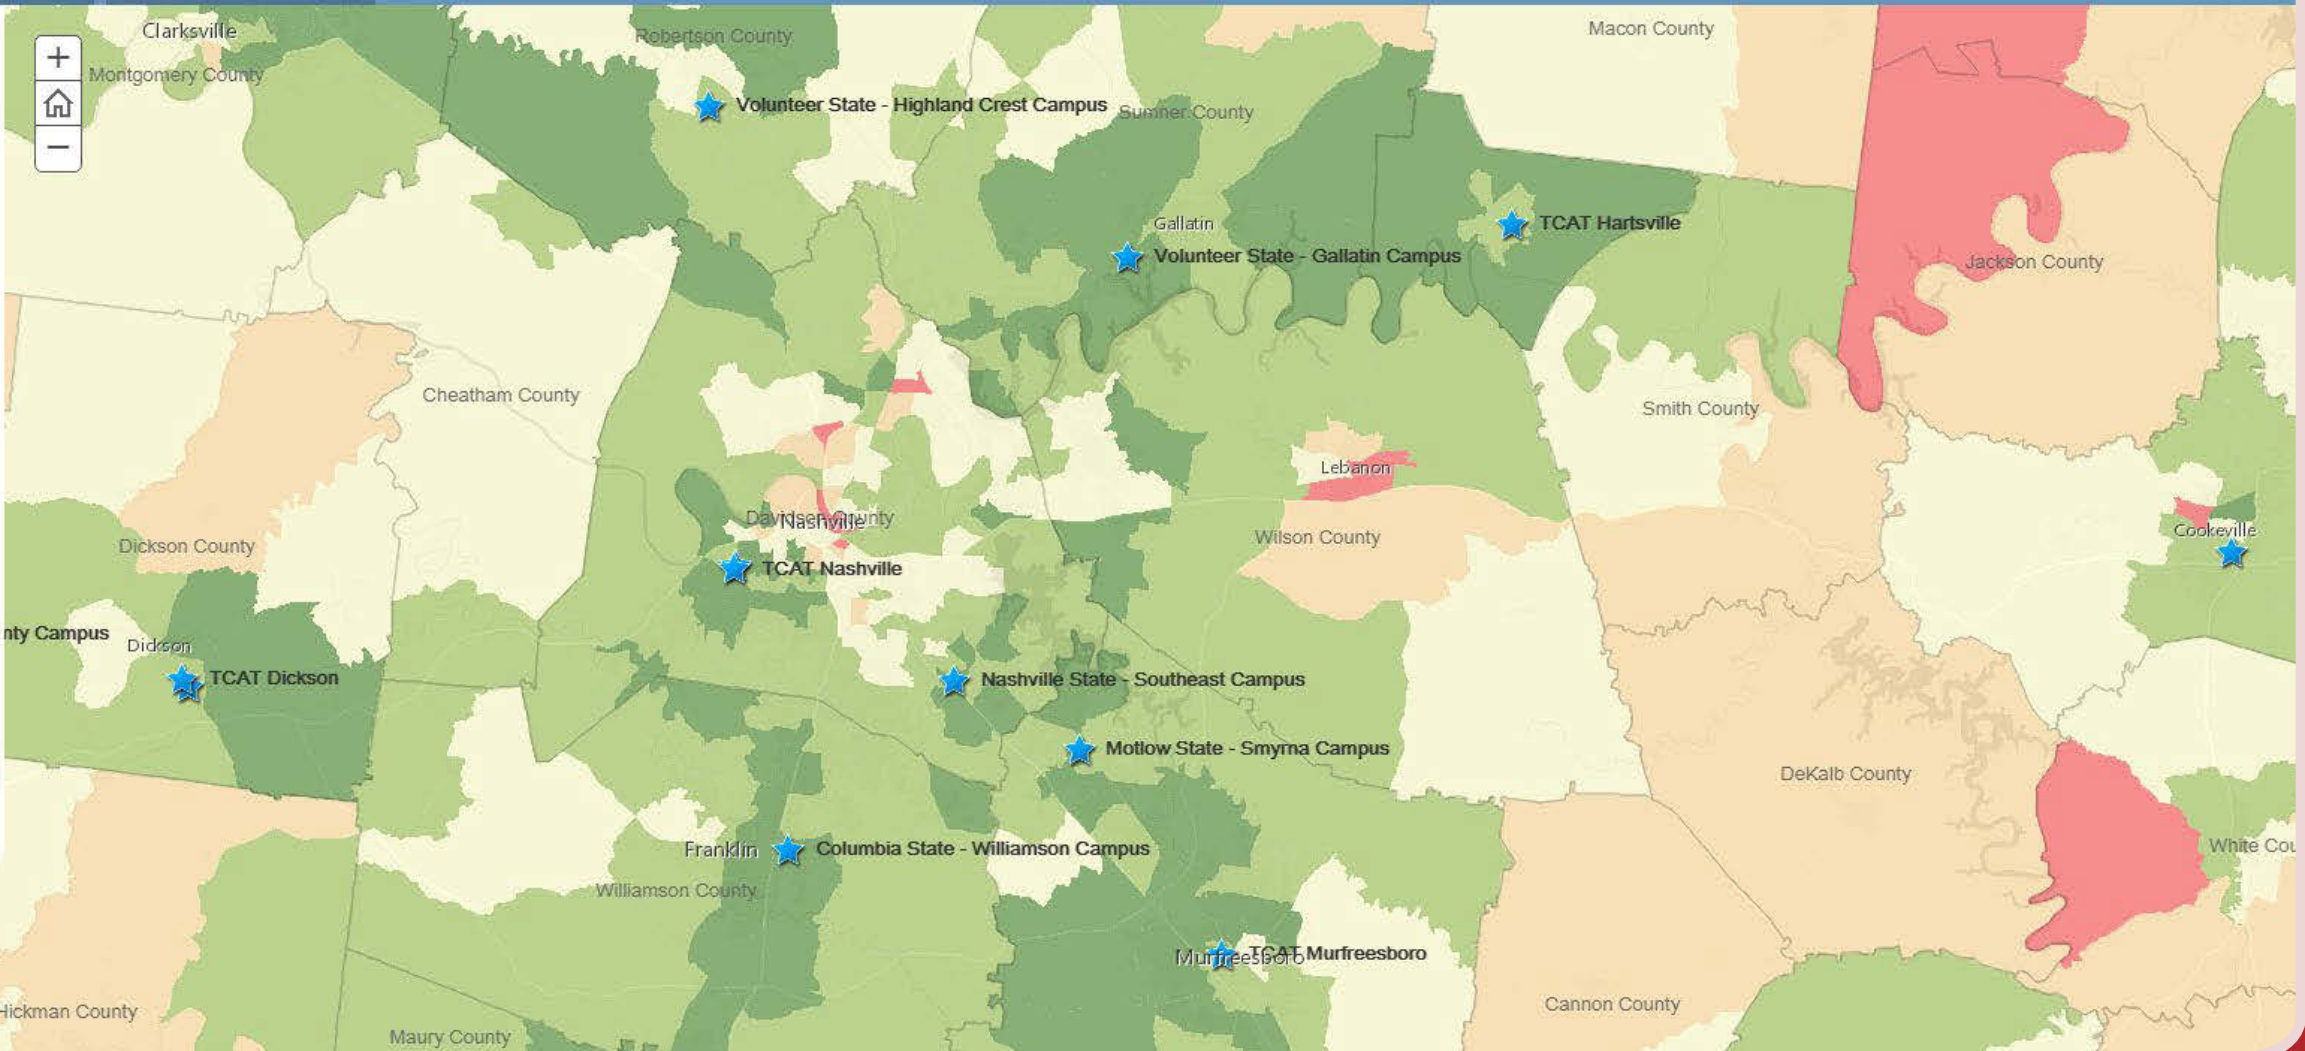 Clarksville
Robertson County
Macon County
+
Montgomery County
Volunteer State - Highland Crest Campus
Sumner County
−
Gallatin
TCAT Hartsville
Volunteer State - Gallatin Campus
Jackson County
Cheatham County
Smith County
Lebanon
Davidson County
Nashville
Cookeville
Wilson County
Dickson County
TCAT Nashville
nty Campus
Dickson
TCAT Dickson
Nashville State - Southeast Campus
Motlow State - Smyrna Campus
DeKalb County
White Cou
Franklin
Columbia State - Williamson Campus
Williamson County
TCAT Murfreesboro
Murfreesboro
Cannon County
Hickman County
Maury County